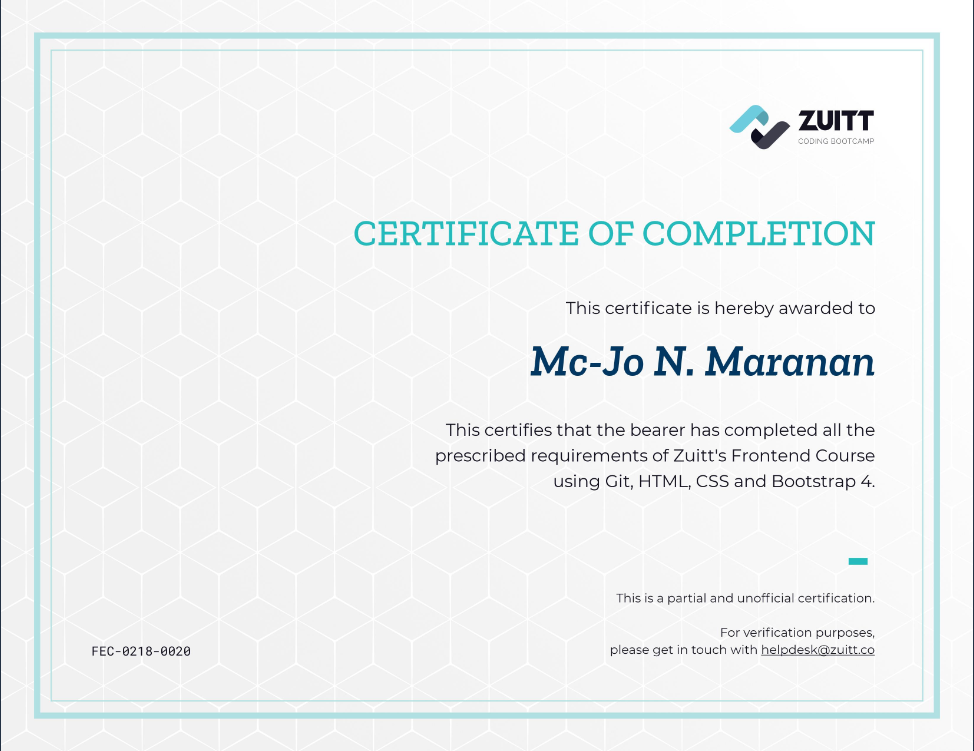 ZUITT
CODING BOOTCAMP
CERTIFICATE OF COMPLETION
This certificate is hereby awarded to
Mc-Jo N. Maranan
This certifies that the bearer has completed all the
prescribed requirements of Zuitt's Frontend Course
using Git, HTML, CSS and Bootstrap 4.
This is a partial and unofficial certification.
For verification purposes,
please get in touch with helpdesk@zuitt.co
FEC-0218-0020